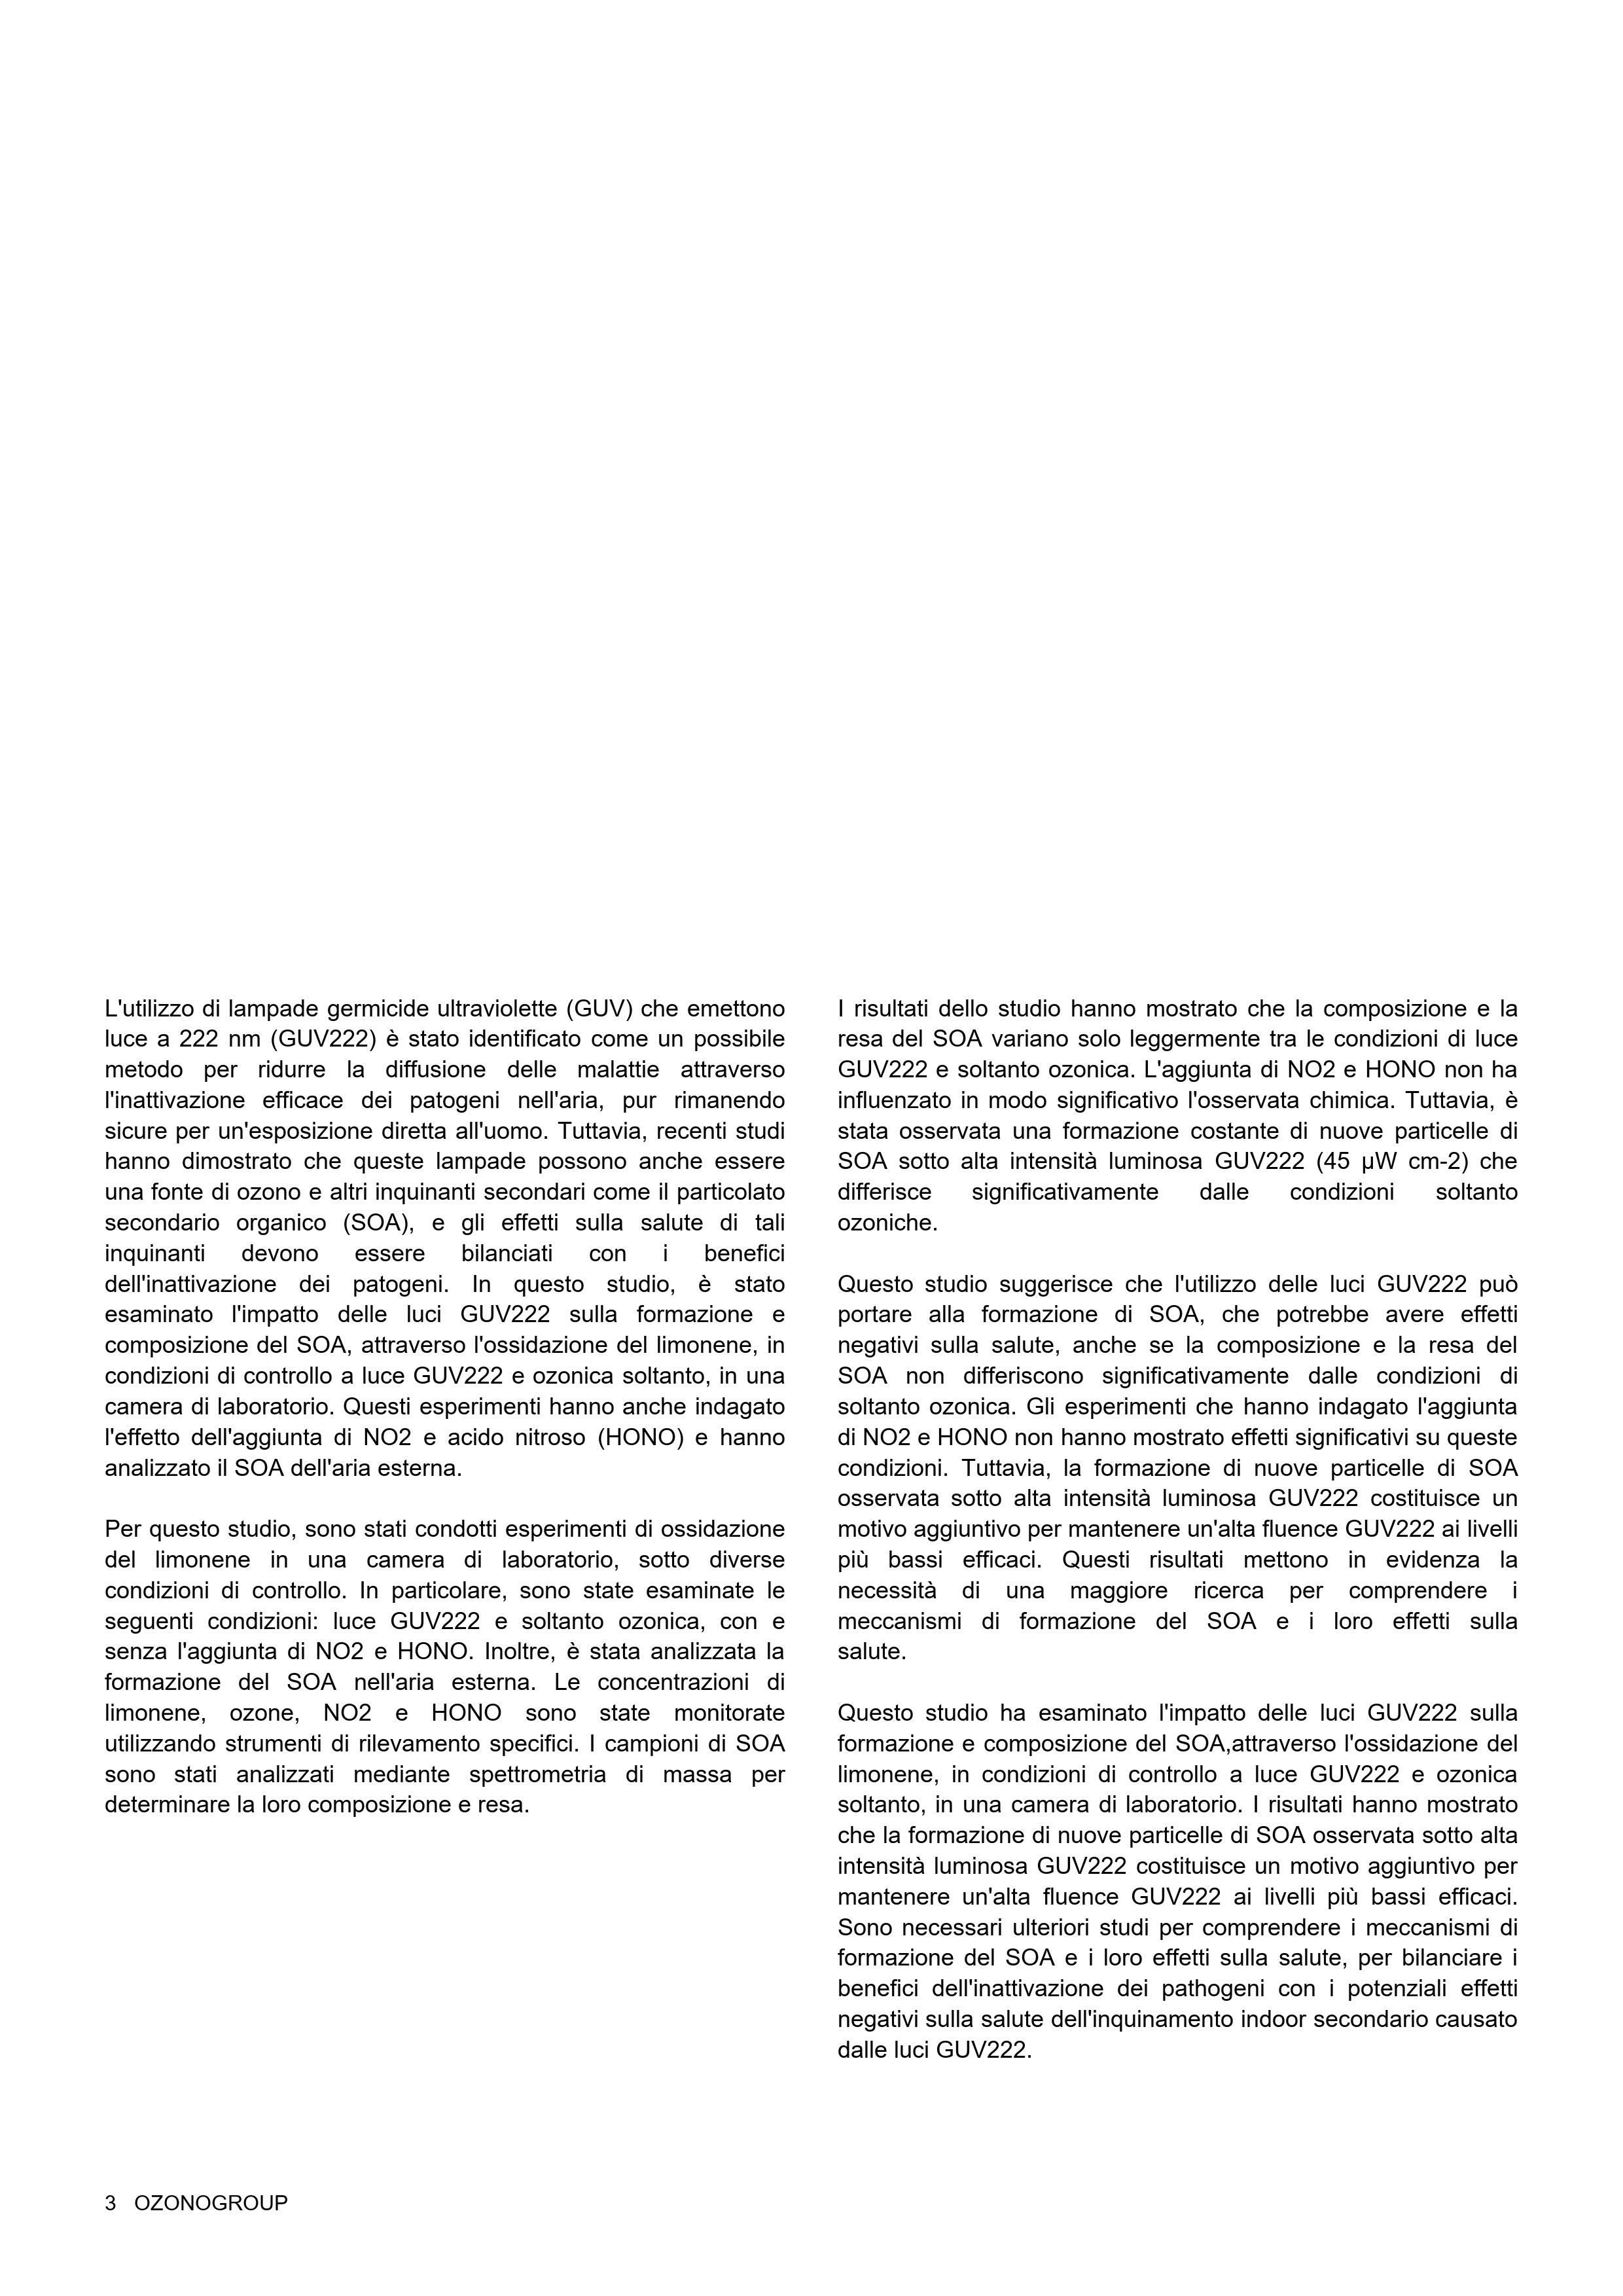 L'utilizzo di lampade germicide ultraviolette (GUV) che emettono
luce a 222 nm (GUV222) è stato identificato come un possibile
metodo per ridurre la diffusione delle malattie attraverso
l'inattivazione efficace dei patogeni nell'aria, pur rimanendo
sicure per un'esposizione diretta all'uomo. Tuttavia, recenti studi
hanno dimostrato che queste lampade possono anche essere
una fonte di ozono e altri inquinanti secondari come il particolato
secondario organico (SOA), e gli effetti sulla salute di tali
inquinanti devono essere bilanciati con i benefici
dell'inattivazione dei patogeni. In questo studio, è stato
esaminato l'impatto delle luci GUV222 sulla formazione e
composizione del SOA, attraverso l'ossidazione del limonene, in
condizioni di controllo a luce GUV222 e ozonica soltanto, in una
camera di laboratorio. Questi esperimenti hanno anche indagato
l'effetto dell'aggiunta di NO2 e acido nitroso (HONO) e hanno
analizzato il SOA dell'aria esterna.
Per questo studio, sono stati condotti esperimenti di ossidazione
del limonene in una camera di laboratorio, sotto diverse
condizioni di controllo. In particolare, sono state esaminate le
seguenti condizioni: luce GUV222 e soltanto ozonica, con e
senza l'aggiunta di NO2 e HONO. Inoltre, è stata analizzata la
formazione del SOA nell'aria esterna. Le concentrazioni di
limonene, ozone, NO2 e HONO sono state monitorate
utilizzando strumenti di rilevamento specifici. I campioni di SOA
sono stati analizzati mediante spettrometria di massa per
determinare la loro composizione e resa.
I risultati dello studio hanno mostrato che la composizione e la
resa del SOA variano solo leggermente tra le condizioni di luce
GUV222 e soltanto ozonica. L'aggiunta di NO2 e HONO non ha
influenzato in modo significativo l'osservata chimica. Tuttavia, è
stata osservata una formazione costante di nuove particelle di
SOA sotto alta intensità luminosa GUV222 (45 µW cm-2) che
differisce significativamente dalle condizioni soltanto
ozoniche.
Questo studio suggerisce che l'utilizzo delle luci GUV222 può
portare alla formazione di SOA, che potrebbe avere effetti
negativi sulla salute, anche se la composizione e la resa del
SOA non differiscono significativamente dalle condizioni di
soltanto ozonica. Gli esperimenti che hanno indagato l'aggiunta
di NO2 e HONO non hanno mostrato effetti significativi su queste
condizioni. Tuttavia, la formazione di nuove particelle di SOA
osservata sotto alta intensità luminosa GUV222 costituisce un
motivo aggiuntivo per mantenere un'alta fluence GUV222 ai livelli
più bassi efficaci. Questi risultati mettono in evidenza la
necessità di una maggiore ricerca per comprendere i
meccanismi di formazione del SOA e i loro effetti sulla
salute.
Questo studio ha esaminato l'impatto delle luci GUV222 sulla
formazione e composizione del SOA,attraverso l'ossidazione del
limonene, in condizioni di controllo a luce GUV222 e ozonica
soltanto, in una camera di laboratorio. I risultati hanno mostrato
che la formazione di nuove particelle di SOA osservata sotto alta
intensità luminosa GUV222 costituisce un motivo aggiuntivo per
mantenere un'alta fluence GUV222 ai livelli più bassi efficaci.
Sono necessari ulteriori studi per comprendere i meccanismi di
formazione del SOA e i loro effetti sulla salute, per bilanciare i
benefici dell'inattivazione dei pathogeni con i potenziali effetti
negativi sulla salute dell'inquinamento indoor secondario causato
dalle luci GUV222.
3 OZONOGROUP